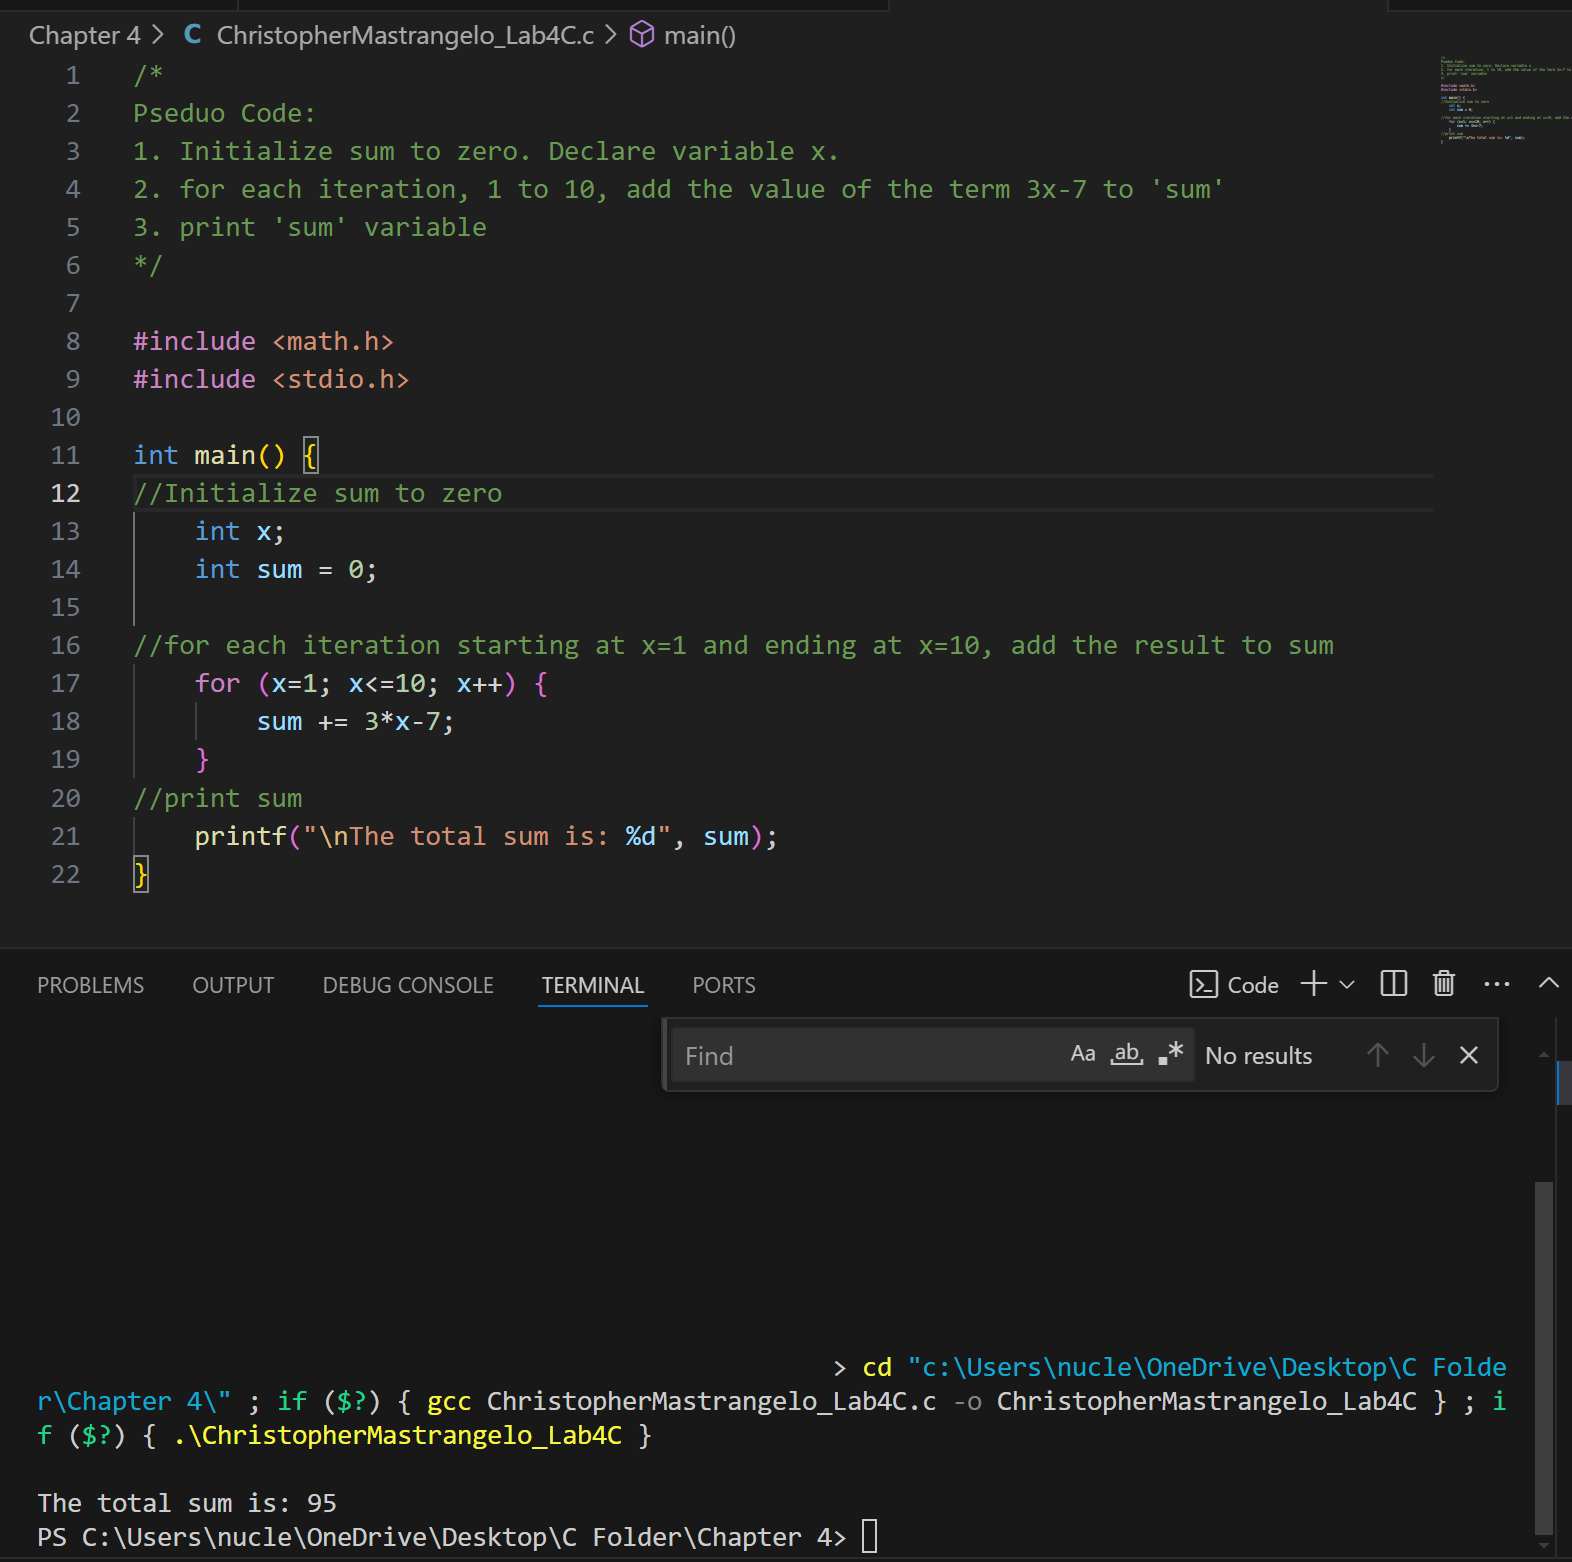 Chapter 4 > C ChristopherMastrangelo_Lab4C.c > main()
1 /*
2 Pseduo Code:
3 1. Initialize sum to zero. Declare variable x.
4 2. for each iteration, 1 to 10, add the value of the term 3x-7 to 'sum'
5 3. print 'sum' variable
6 */
7
8 #include <math.h>
9 #include <stdio.h>
10
11 int main() {
12 //Initialize sum to zero
13     int x;
14     int sum = 0;
15
16 //for each iteration starting at x=1 and ending at x=10, add the result to sum
17     for (x=1; x<=10; x++) {
18         sum += 3*x-7;
19     }
20 //print sum
21     printf("\nThe total sum is: %d", sum);
22 }
PROBLEMS OUTPUT DEBUG CONSOLE TERMINAL PORTS Code
Find Aa ab .* No results
> cd "c:\Users\nucle\OneDrive\Desktop\C Folde
r\Chapter 4\" ; if ($?) { gcc ChristopherMastrangelo_Lab4C.c -o ChristopherMastrangelo_Lab4C } ; i
f ($?) { .\ChristopherMastrangelo_Lab4C }
The total sum is: 95
PS C:\Users\nucle\OneDrive\Desktop\C Folder\Chapter 4>